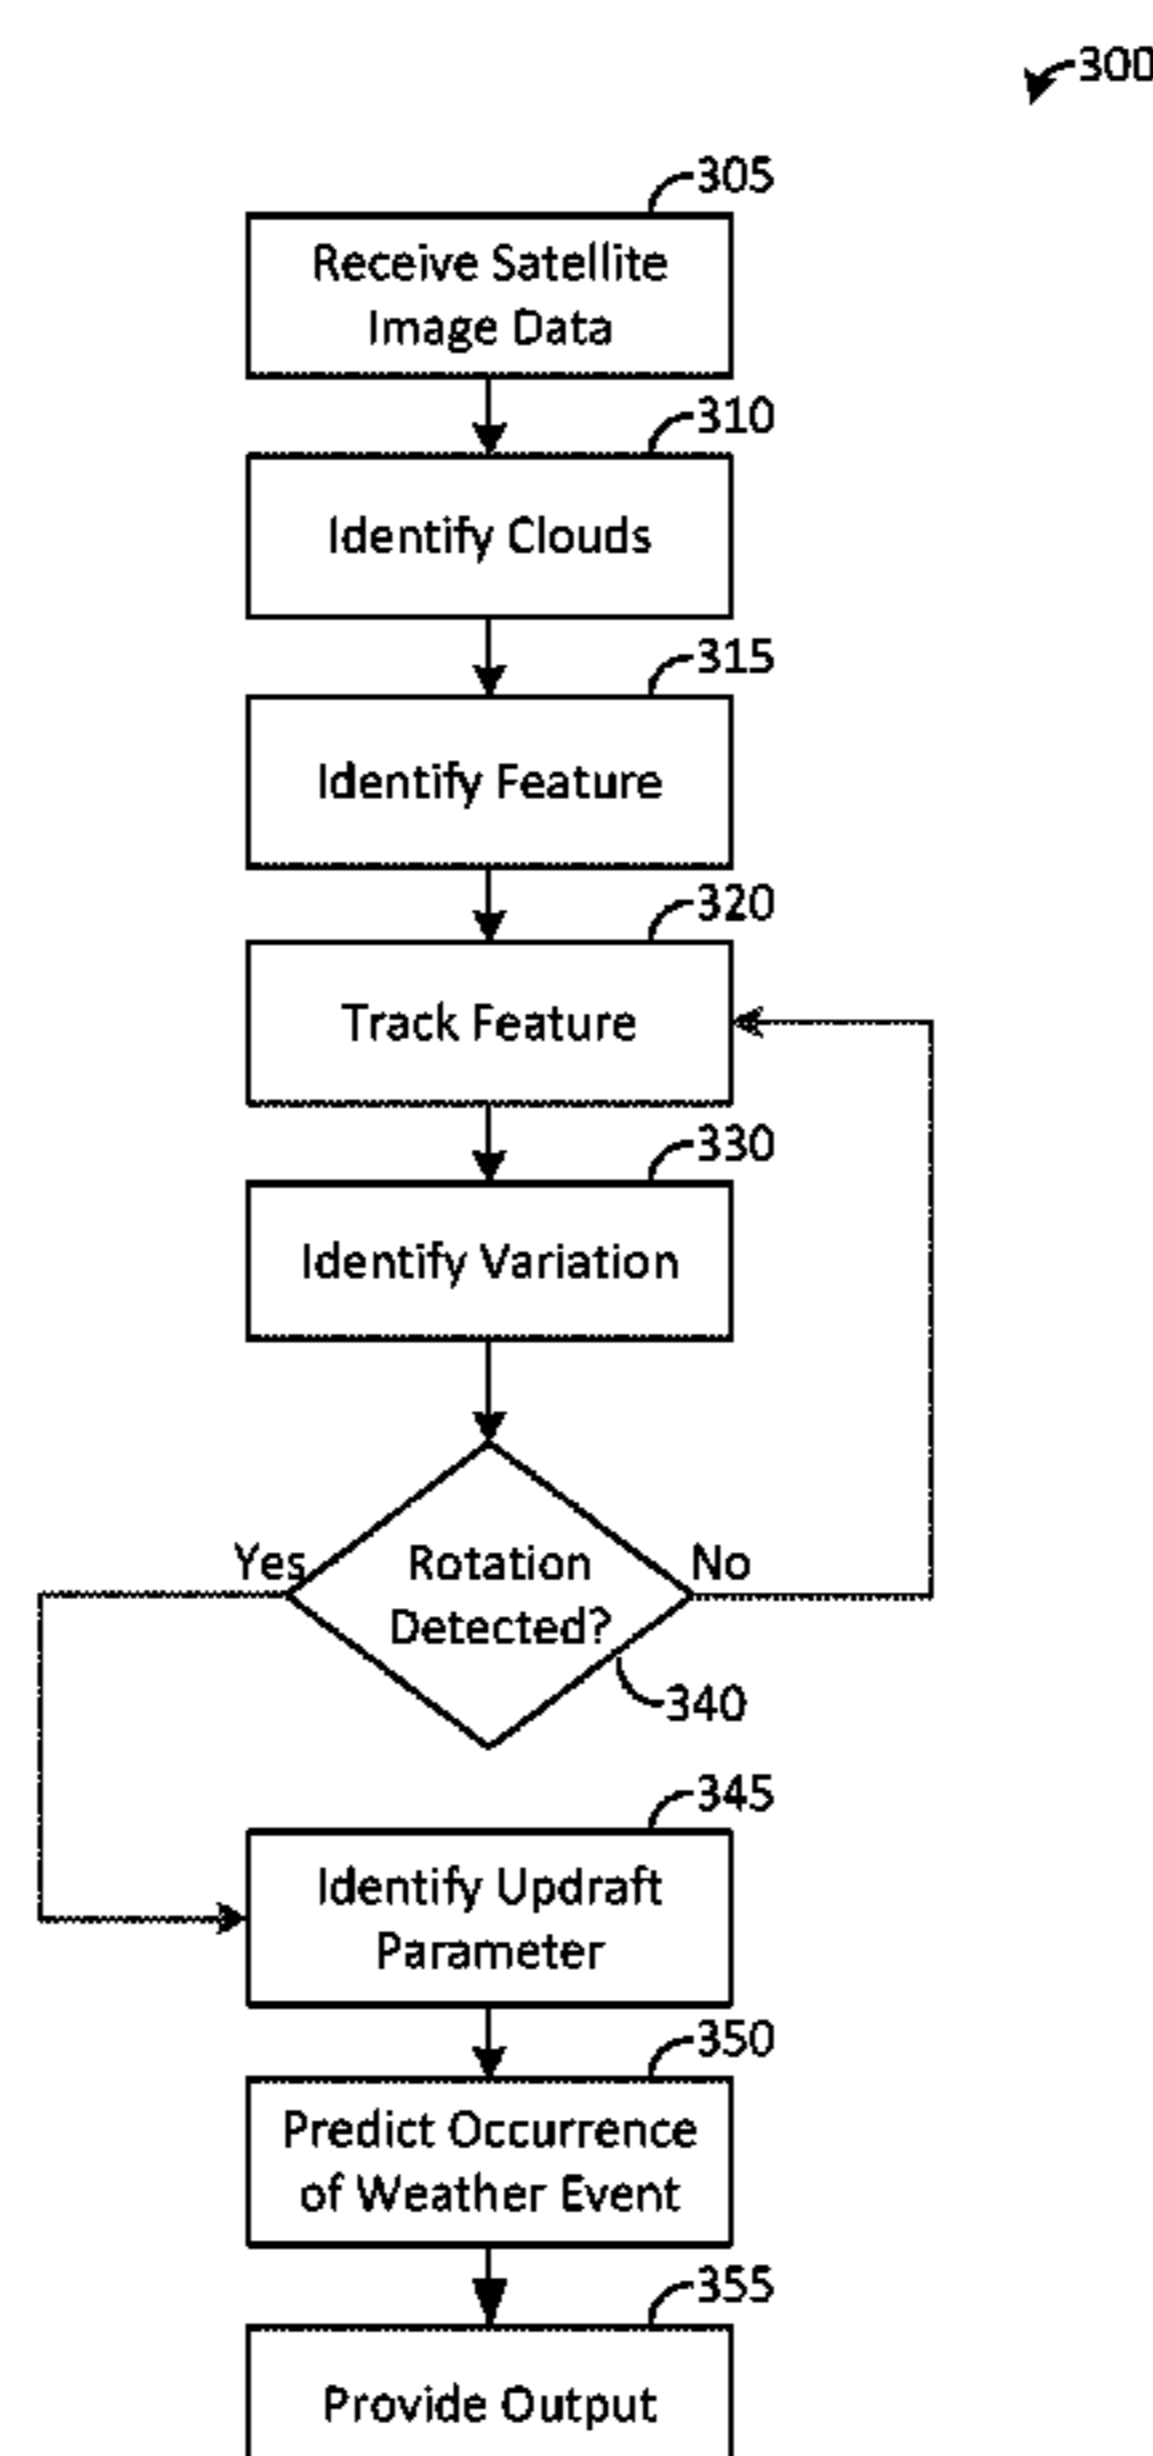 300
305
Receive Satellite
Image Data
310
Identify Clouds
315
Identify Feature
320
Track Feature
330
Identify Variation
Yes
Rotation
Detected?
No
340
345
Identify Updraft
Parameter
350
Predict Occurrence
of Weather Event
355
Provide Output